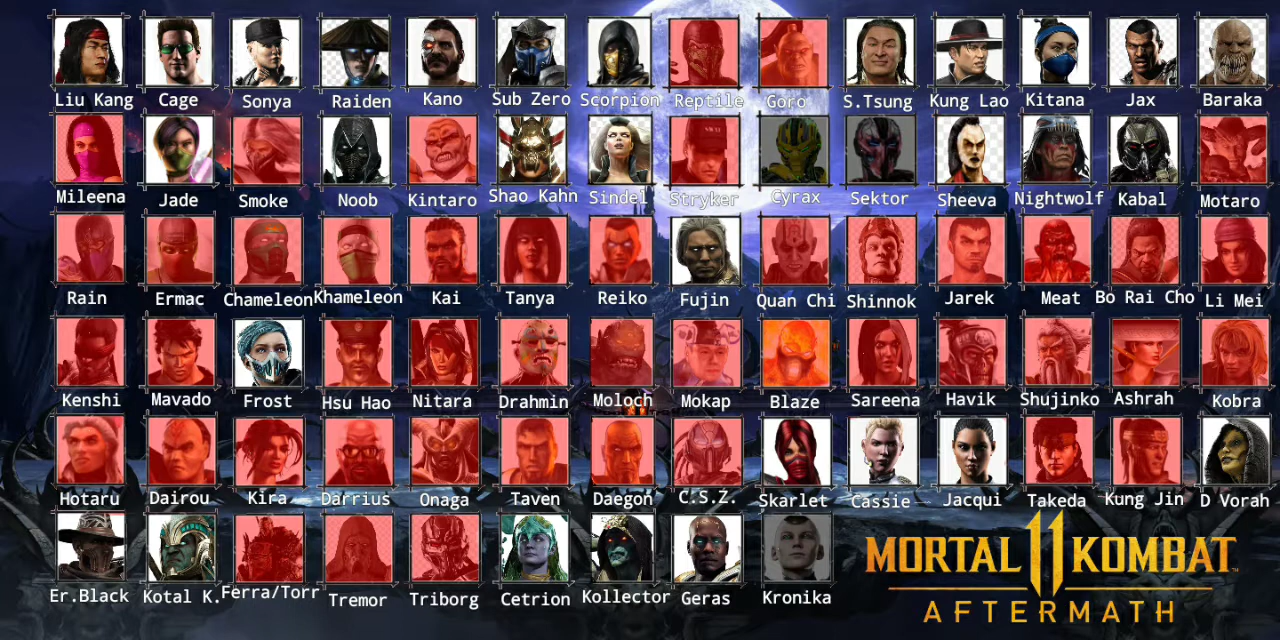 Liu Kang Cage Sonya Raiden Kano Sub Zero Scorpion Reptile Goro S.Tsung Kung Lao Kitana Jax Baraka
Mileena Jade Smoke Noob Kintaro Shao Kahn Sindel Stryker Cyrax Sektor Sheeva Nightwolf Kabal Motaro
Rain Ermac Chameleon Khameleon Kai Tanya Reiko Fujin Quan Chi Shinnok Jarek Meat Bo Rai Cho Li Mei
Kenshi Mavado Frost Hsu Hao Nitara Drahmin Moloch Mokap Blaze Sareena Havik Shujinko Ashrah Kobra
Hotaru Dairou Kira Darrius Onaga Taven Daegon C.S.Z. Skarlet Cassie Jacqui Takeda Kung Jin D Vorah
Er.Black Kotal K. Ferra/Torr Tremor Triborg Cetrion Kollector Geras Kronika
MORTAL 11 KOMBAT
AFTERMATH